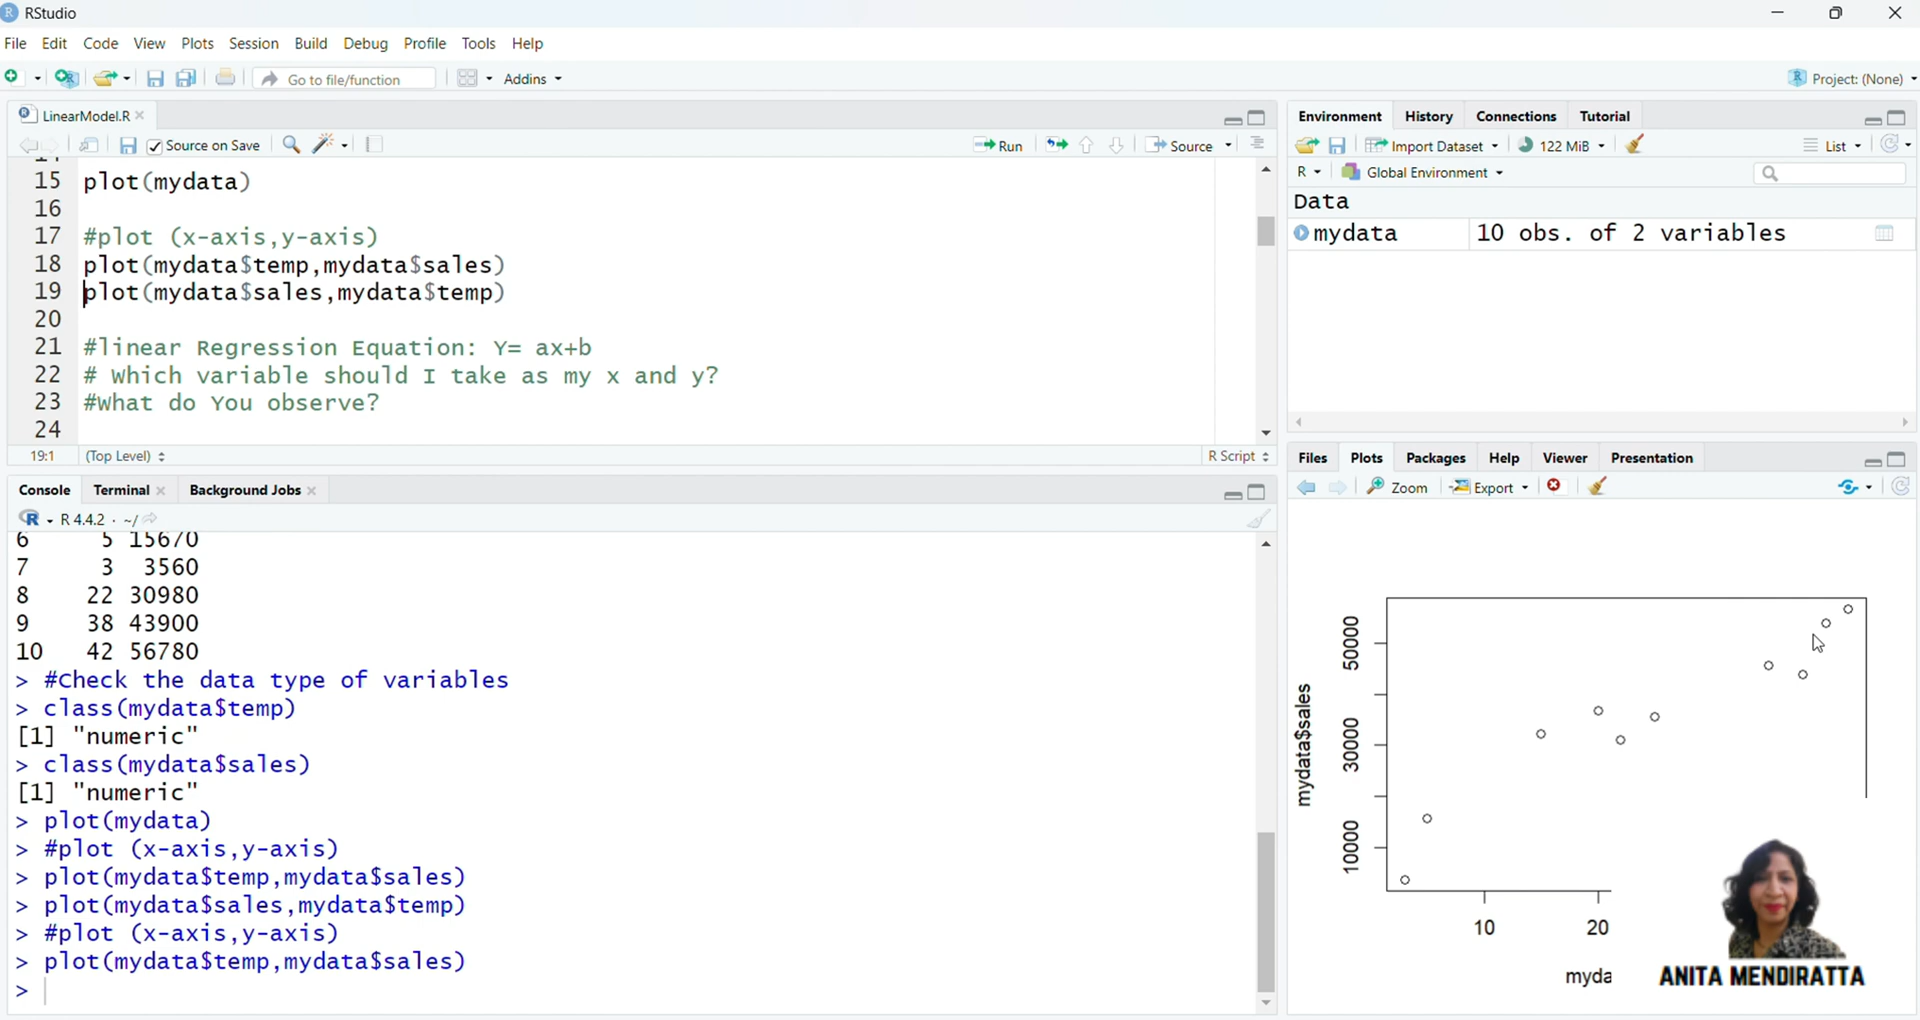 RStudio
File Edit Code View Plots Session Build Debug Profile Tools Help
Go to file/function Addins Project: (None)
LinearModel.R
Source on Save Run Source
15 plot(mydata)
16
17 #plot (x-axis,y-axis)
18 plot(mydata$temp,mydata$sales)
19 plot(mydata$sales,mydata$temp)
20
21 #linear Regression Equation: Y= ax+b
22 # which variable should I take as my x and y?
23 #what do You observe?
24
19:1 (Top Level) R Script
Console Terminal Background Jobs
R 4.4.2 · ~/
6 5 15670
7 3 3560
8 22 30980
9 38 43900
10 42 56780
> #Check the data type of variables
> class(mydata$temp)
[1] "numeric"
> class(mydata$sales)
[1] "numeric"
> plot(mydata)
> #plot (x-axis,y-axis)
> plot(mydata$temp,mydata$sales)
> plot(mydata$sales,mydata$temp)
> #plot (x-axis,y-axis)
> plot(mydata$temp,mydata$sales)
>
Environment History Connections Tutorial
Import Dataset 122 MiB List
R Global Environment
Data
mydata 10 obs. of 2 variables
Files Plots Packages Help Viewer Presentation
Zoom Export
mydata$sales
50000
30000
10000
10 20
myda
ANITA MENDIRATTA